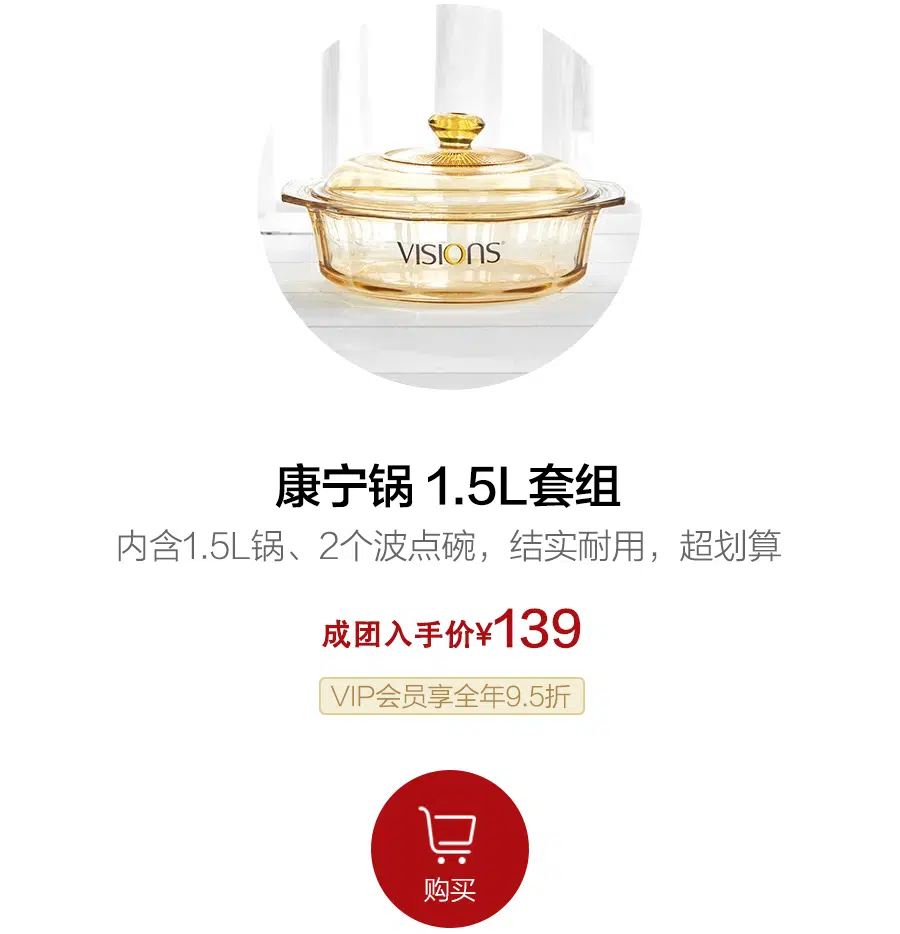 VISIONS
康宁锅 1.5L套组
内含1.5L锅、2个波点碗，结实耐用，超划算
成团入手价¥139
VIP会员享全年9.5折
购买